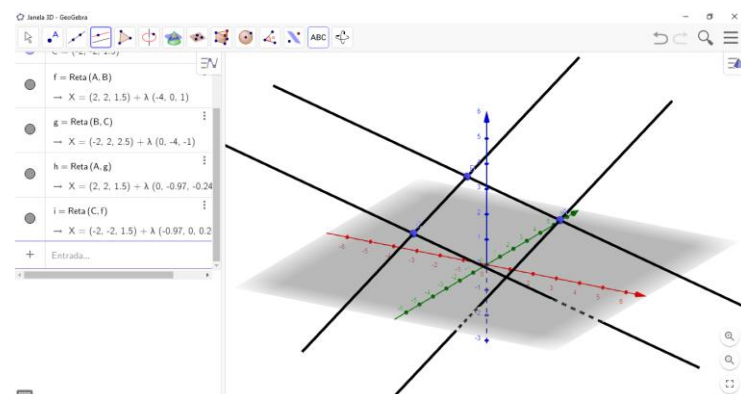 Janela 3D - GeoGebra
ABC
f = Reta (A, B)
→ X = (2, 2, 1.5) + λ (-4, 0, 1)
g = Reta (B, C)
→ X = (-2, 2, 2.5) + λ (0, -4, -1)
h = Reta (A, g)
→ X = (2, 2, 1.5) + λ (0, -0.97, -0.24
i = Reta (C, f)
→ X = (-2, -2, 1.5) + λ (-0.97, 0, 0.2
Entrada...